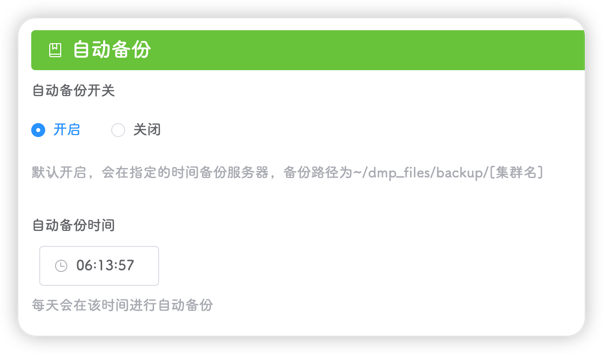 自动备份
自动备份开关
开启 关闭
默认开启，会在指定的时间备份服务器，备份路径为~/dmp_files/backup/[集群名]
自动备份时间
06:13:57
每天会在该时间进行自动备份